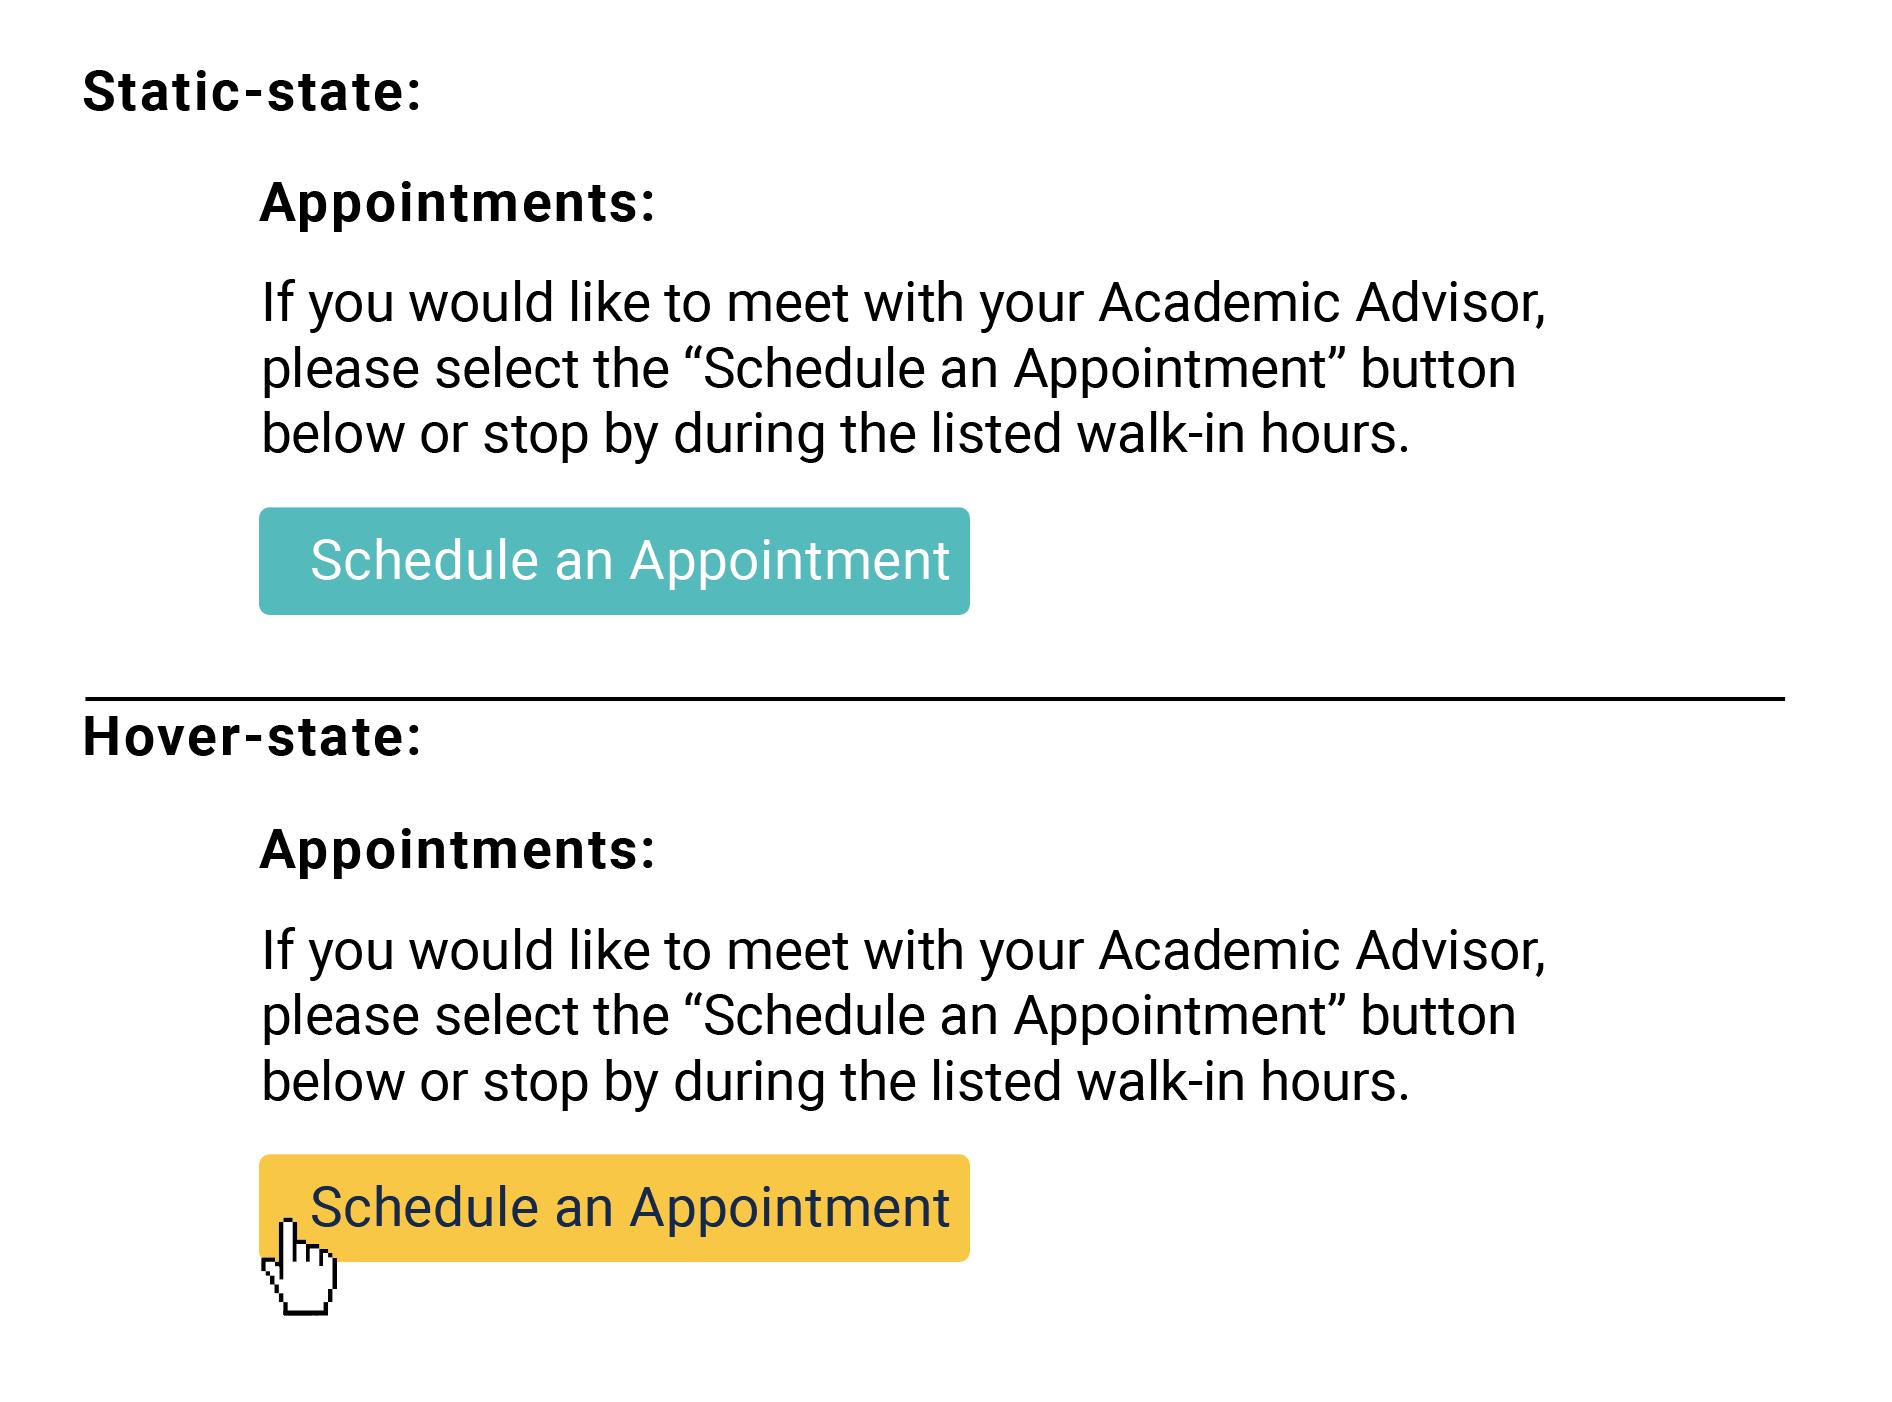 Static-state:
Appointments:
If you would like to meet with your Academic Advisor,
please select the “Schedule an Appointment” button
below or stop by during the listed walk-in hours.
Schedule an Appointment
Hover-state:
Appointments:
If you would like to meet with your Academic Advisor,
please select the “Schedule an Appointment” button
below or stop by during the listed walk-in hours.
Schedule an Appointment